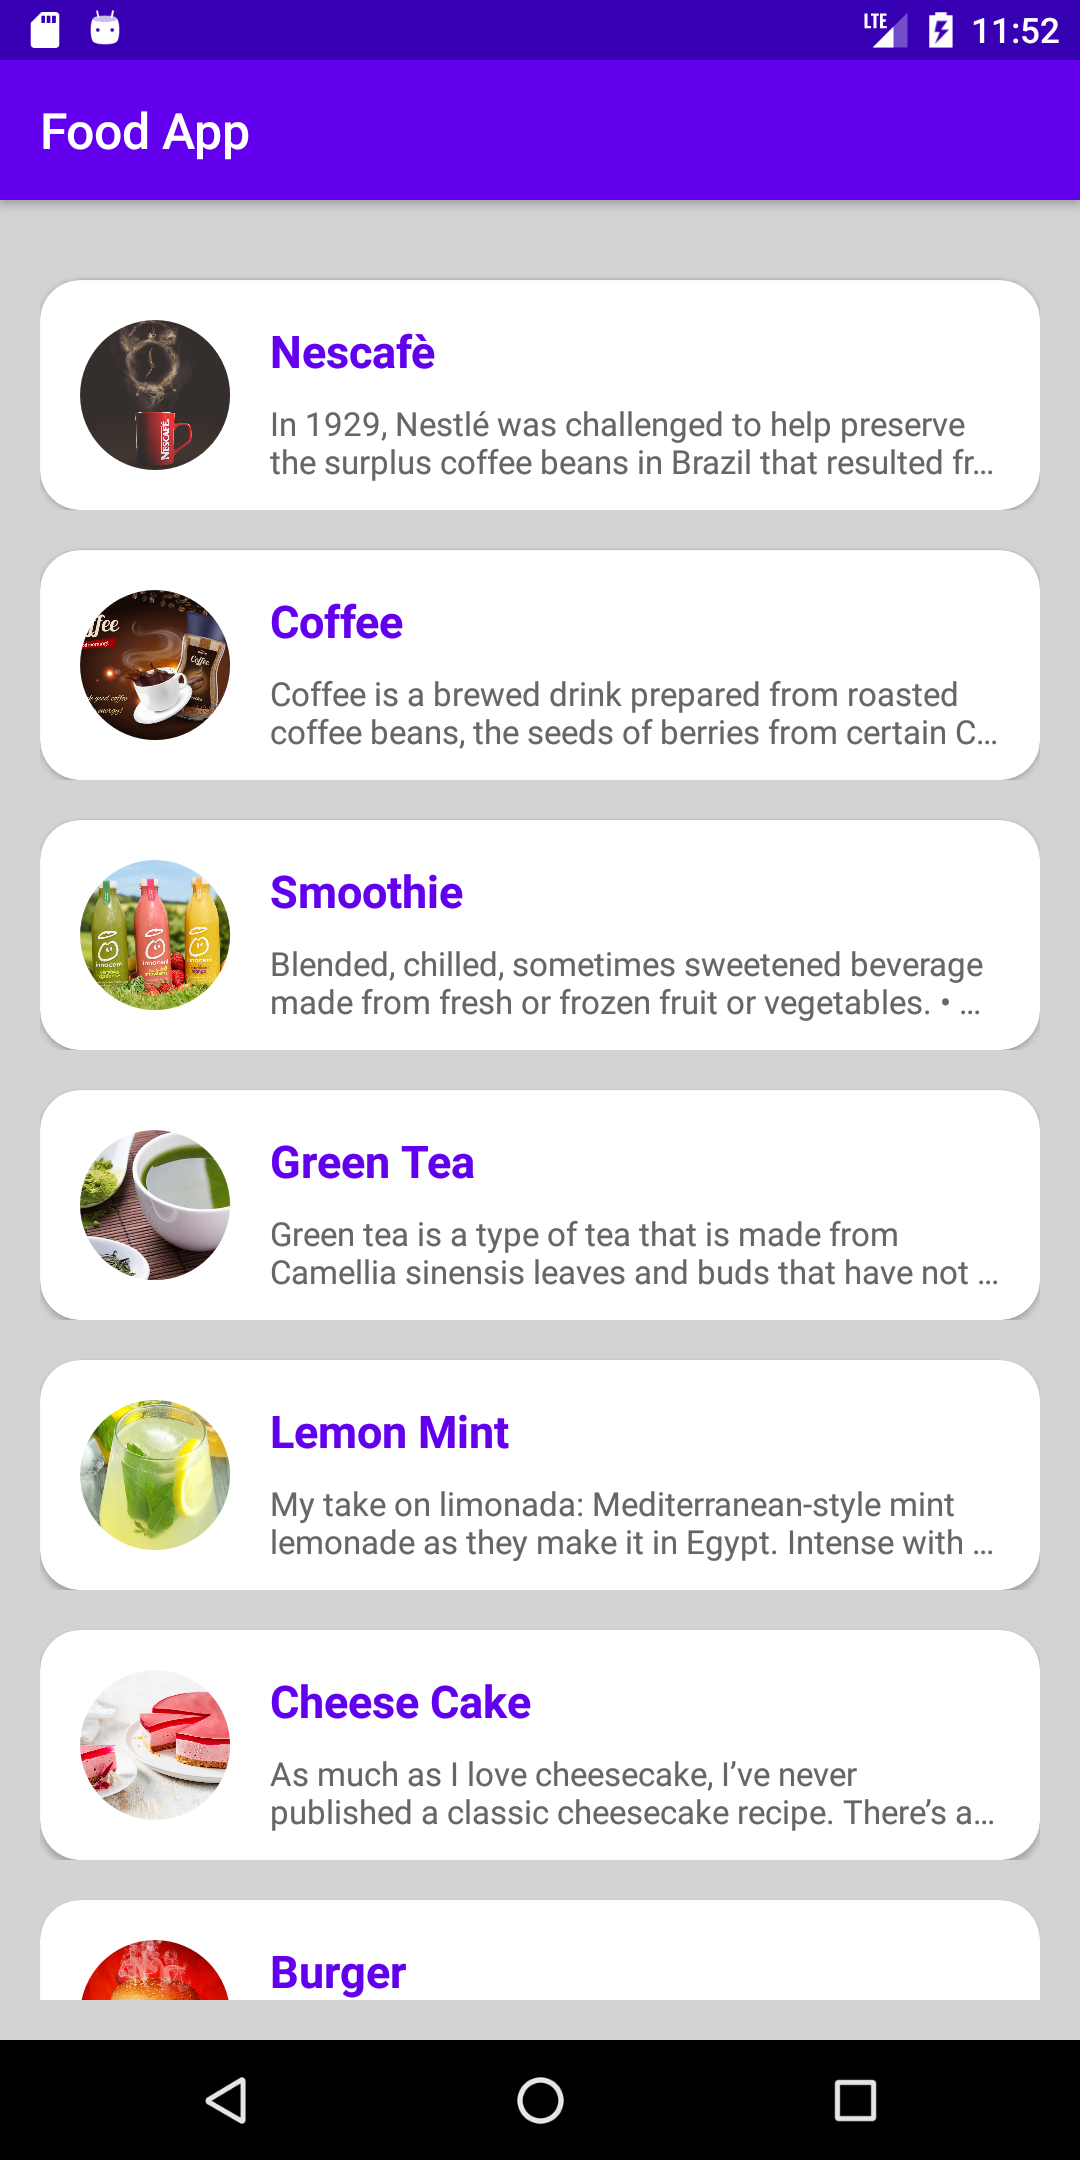 LTE 11:52
Food App
Nescafè
In 1929, Nestlé was challenged to help preserve
the surplus coffee beans in Brazil that resulted fr...
NESCAFÉ
Coffee
Coffee is a brewed drink prepared from roasted
coffee beans, the seeds of berries from certain C...
Coffee
Smoothie
Blended, chilled, sometimes sweetened beverage
made from fresh or frozen fruit or vegetables. • ...
innocent innocent innocent
Green Tea
Green tea is a type of tea that is made from
Camellia sinensis leaves and buds that have not ...
Lemon Mint
My take on limonada: Mediterranean-style mint
lemonade as they make it in Egypt. Intense with ...
Cheese Cake
As much as I love cheesecake, I’ve never
published a classic cheesecake recipe. There’s a...
Burger